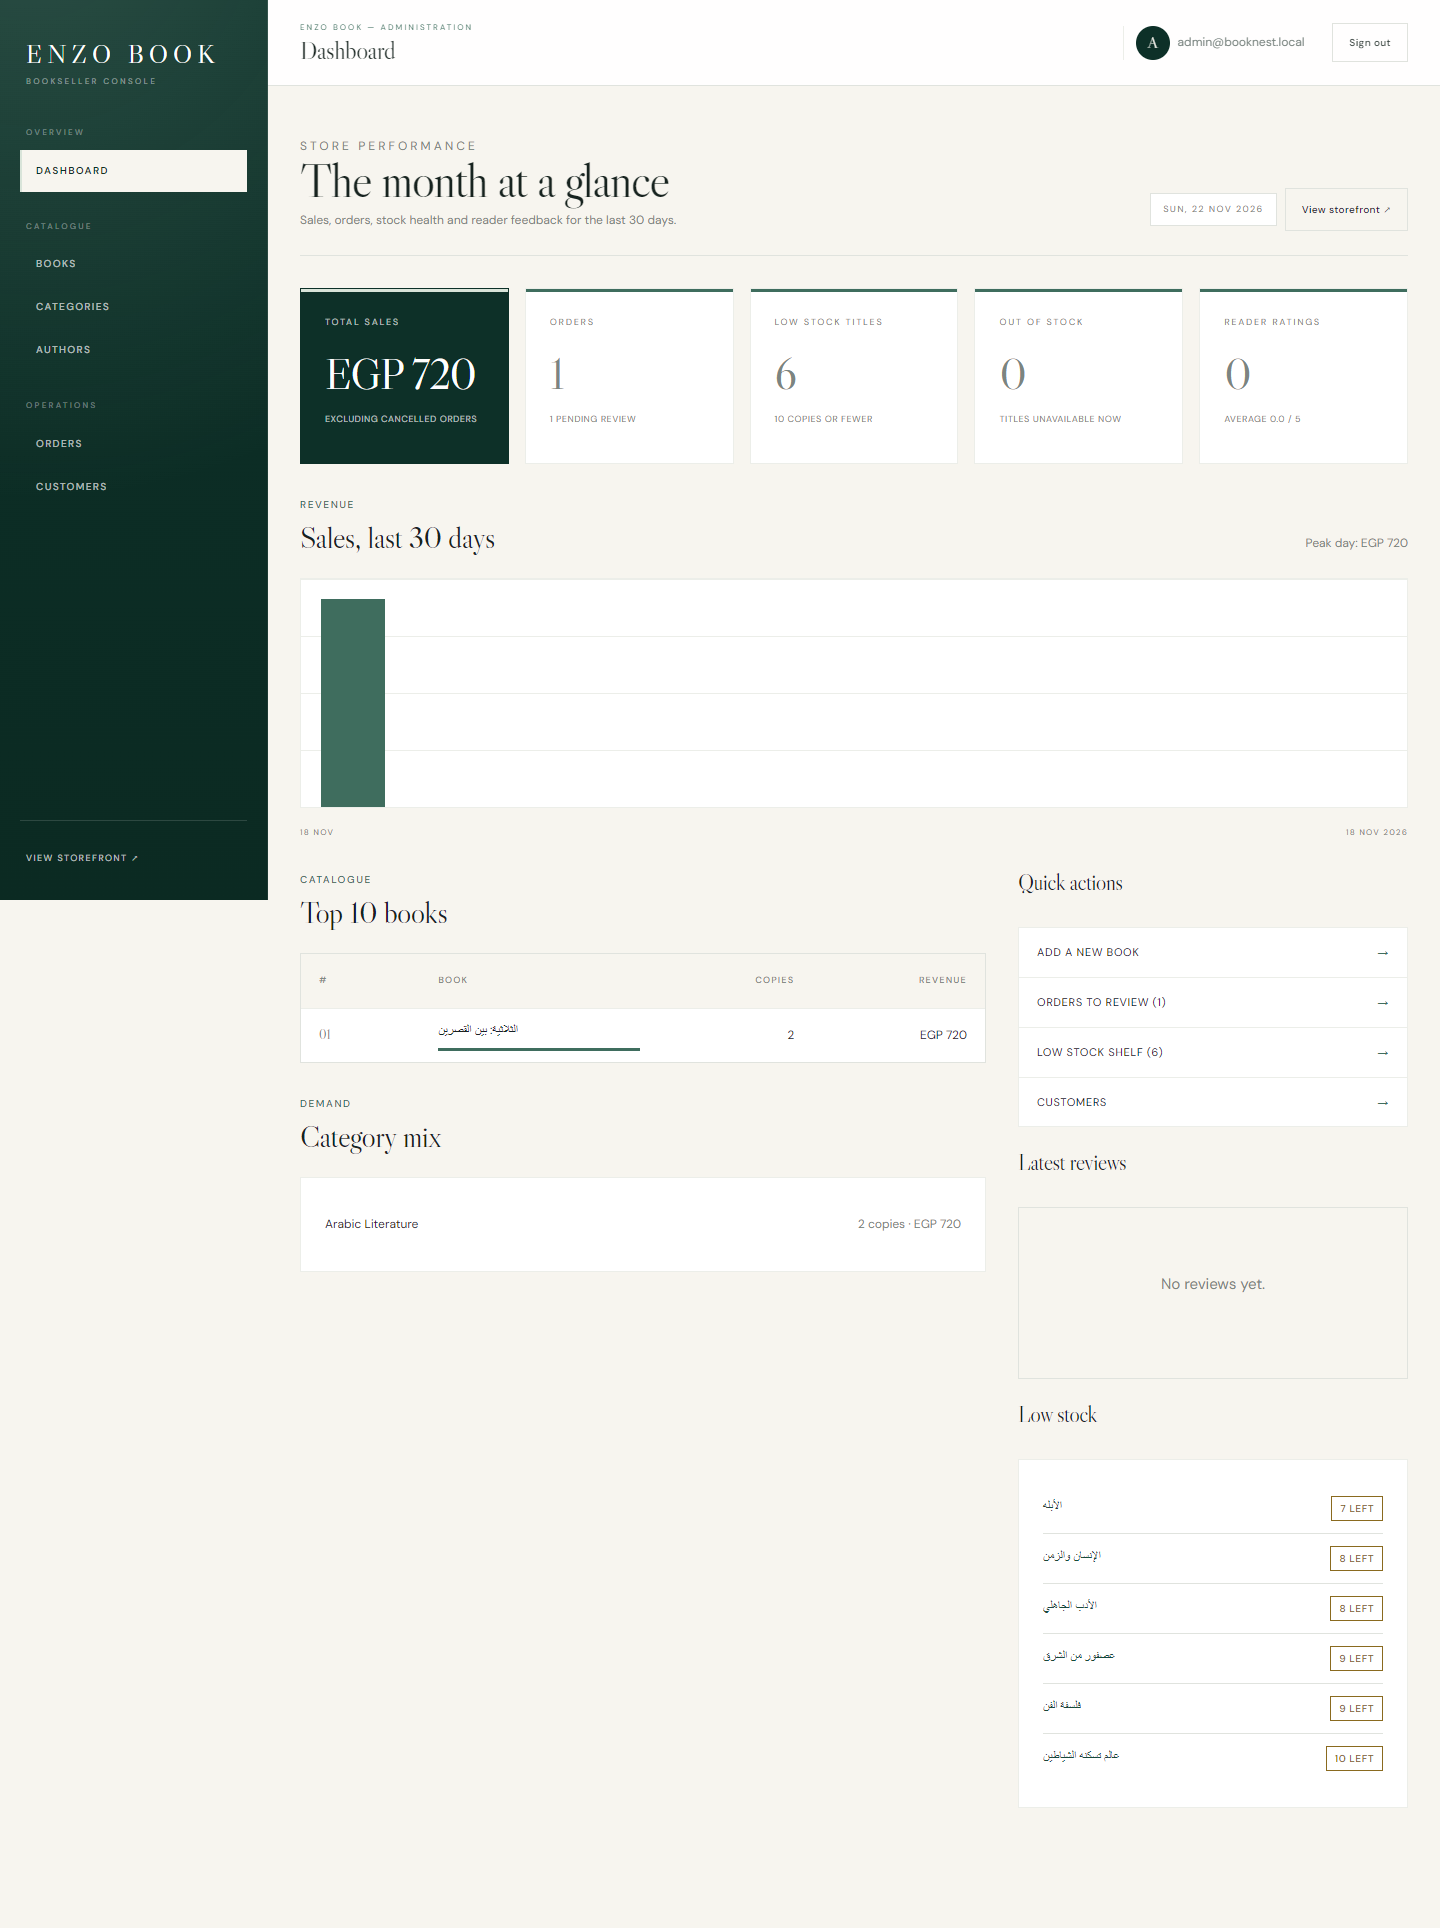 ENZO BOOK
BOOKSELLER CONSOLE
OVERVIEW
DASHBOARD
CATALOGUE
BOOKS
CATEGORIES
AUTHORS
OPERATIONS
ORDERS
CUSTOMERS
VIEW STOREFRONT ↗
ENZO BOOK — ADMINISTRATION
Dashboard
A
admin@booknest.local
Sign out
STORE PERFORMANCE
The month at a glance
Sales, orders, stock health and reader feedback for the last 30 days.
SUN, 22 NOV 2026
View storefront ↗
TOTAL SALES
EGP 720
EXCLUDING CANCELLED ORDERS
ORDERS
1
1 PENDING REVIEW
LOW STOCK TITLES
6
10 COPIES OR FEWER
OUT OF STOCK
0
TITLES UNAVAILABLE NOW
READER RATINGS
0
AVERAGE 0.0 / 5
REVENUE
Sales, last 30 days
Peak day: EGP 720
18 NOV
18 NOV 2026
CATALOGUE
Top 10 books
# BOOK COPIES REVENUE
01 الثلاثية: بين القصرين 2 EGP 720
DEMAND
Category mix
Arabic Literature 2 copies · EGP 720
Quick actions
ADD A NEW BOOK →
ORDERS TO REVIEW (1) →
LOW STOCK SHELF (6) →
CUSTOMERS →
Latest reviews
No reviews yet.
Low stock
الأبله 7 LEFT
الإنسان والزمن 8 LEFT
الأدب الجاهلي 8 LEFT
عصفور من الشرق 9 LEFT
فلسفة الفن 9 LEFT
عالم تسكنه الشياطين 10 LEFT